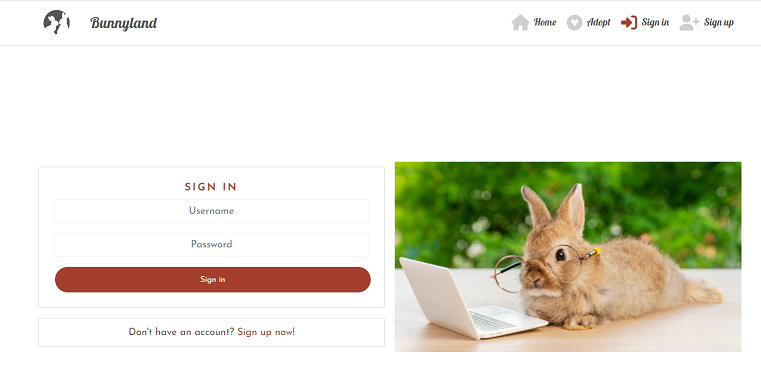 Bunnyland
Home Adopt Sign in Sign up
SIGN IN
Username
Password
Sign in
Don't have an account? Sign up now!